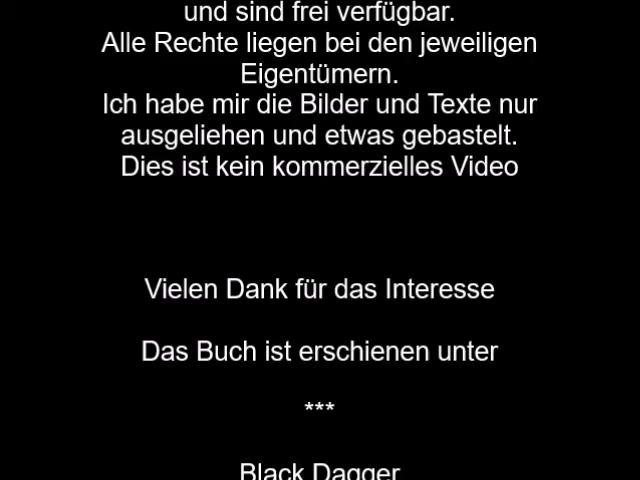 und sind frei verfügbar.
Alle Rechte liegen bei den jeweiligen
Eigentümern.
Ich habe mir die Bilder und Texte nur
ausgeliehen und etwas gebastelt.
Dies ist kein kommerzielles Video
Vielen Dank für das Interesse
Das Buch ist erschienen unter
***
Black Dagger